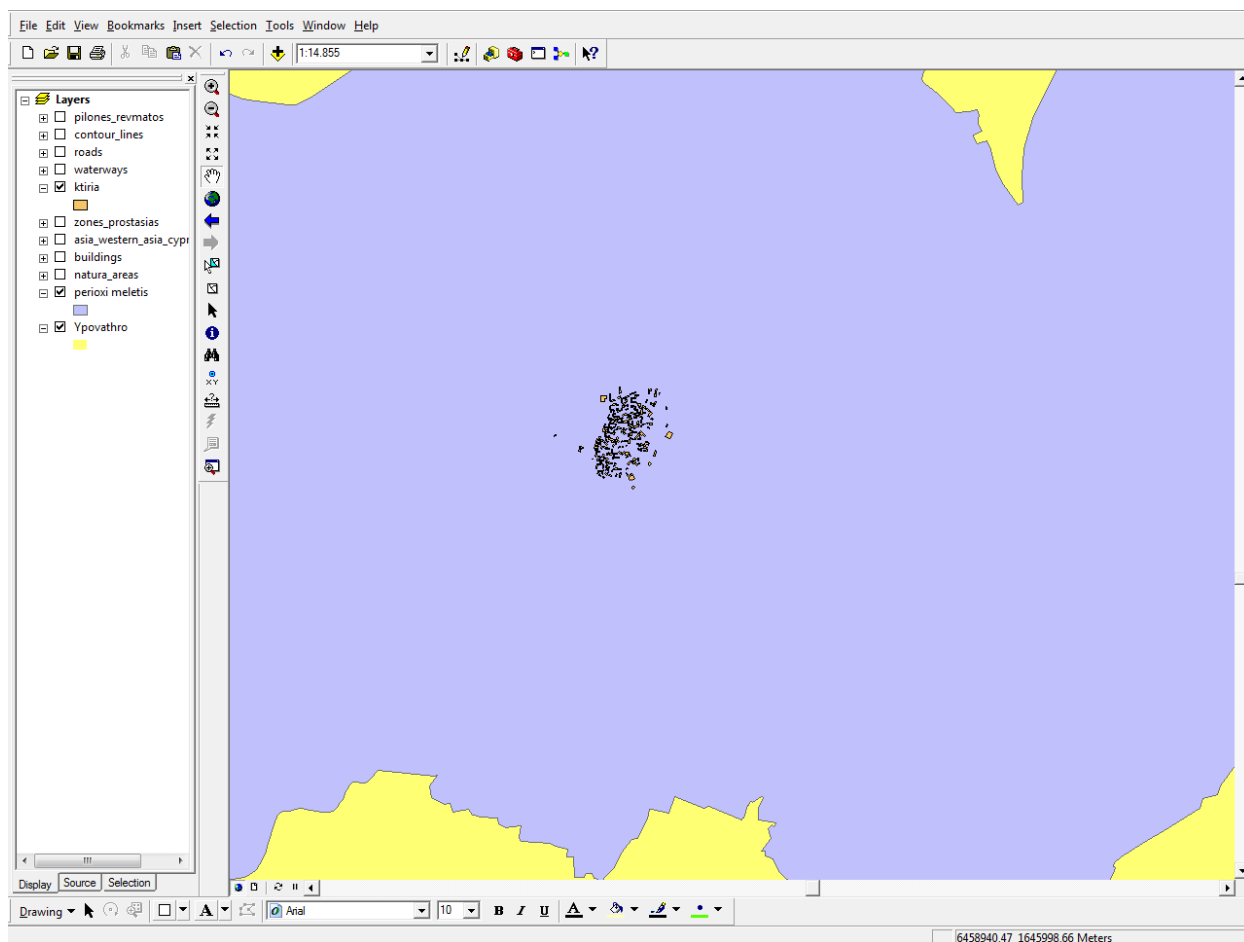 File Edit View Bookmarks Insert Selection Tools Window Help
1:14.855
Layers
pilones_revmatos
contour_lines
roads
waterways
ktiria
zones_prostasias
asia_western_asia_cypr
buildings
natura_areas
perioxi meletis
Ypovathro
XY
Display Source Selection
Drawing A Arial 10 B I U A
6458940.47 1645998.66 Meters